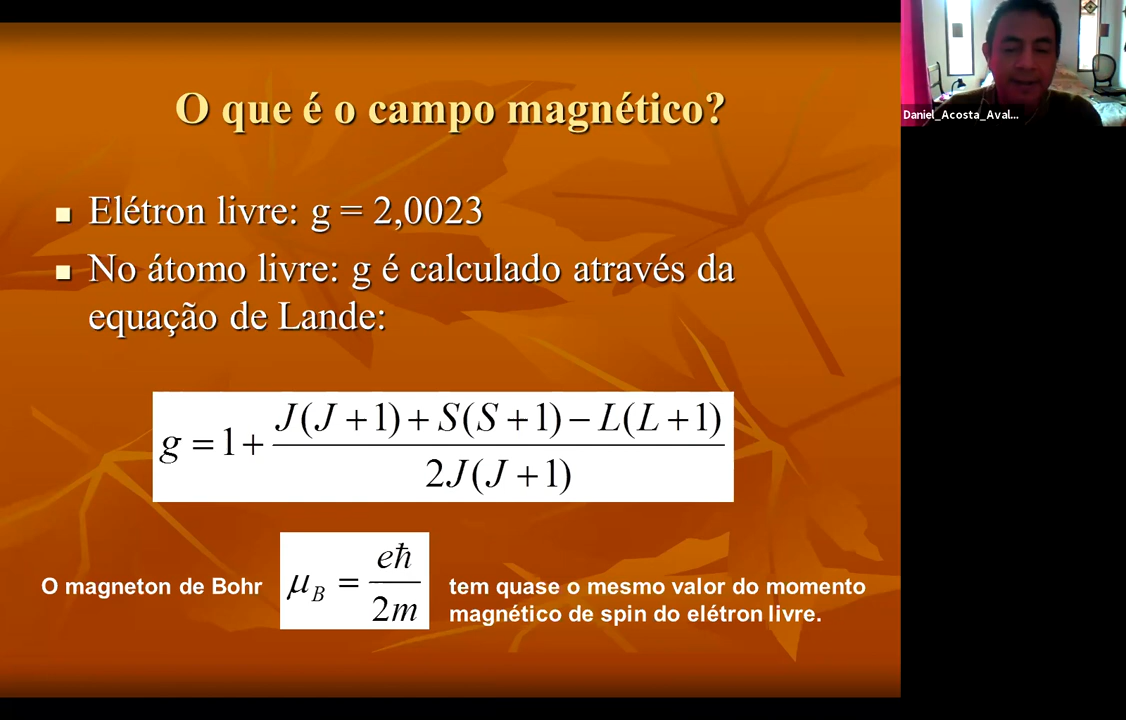 O que é o campo magnético?
Elétron livre: g = 2,0023
No átomo livre: g é calculado através da
equação de Lande:
g = 1 + J(J + 1) + S(S + 1) − L(L + 1) / 2J(J + 1)
O magneton de Bohr μ_B = eħ / 2m tem quase o mesmo valor do momento
magnético de spin do elétron livre.
Daniel_Acosta_Aval...